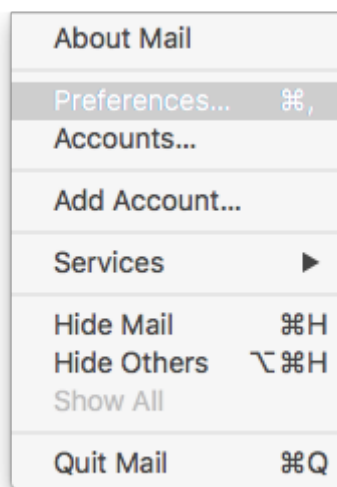 About Mail
Preferences... ⌘,
Accounts...
Add Account...
Services ▶
Hide Mail ⌘H
Hide Others ⌥⌘H
Show All
Quit Mail ⌘Q